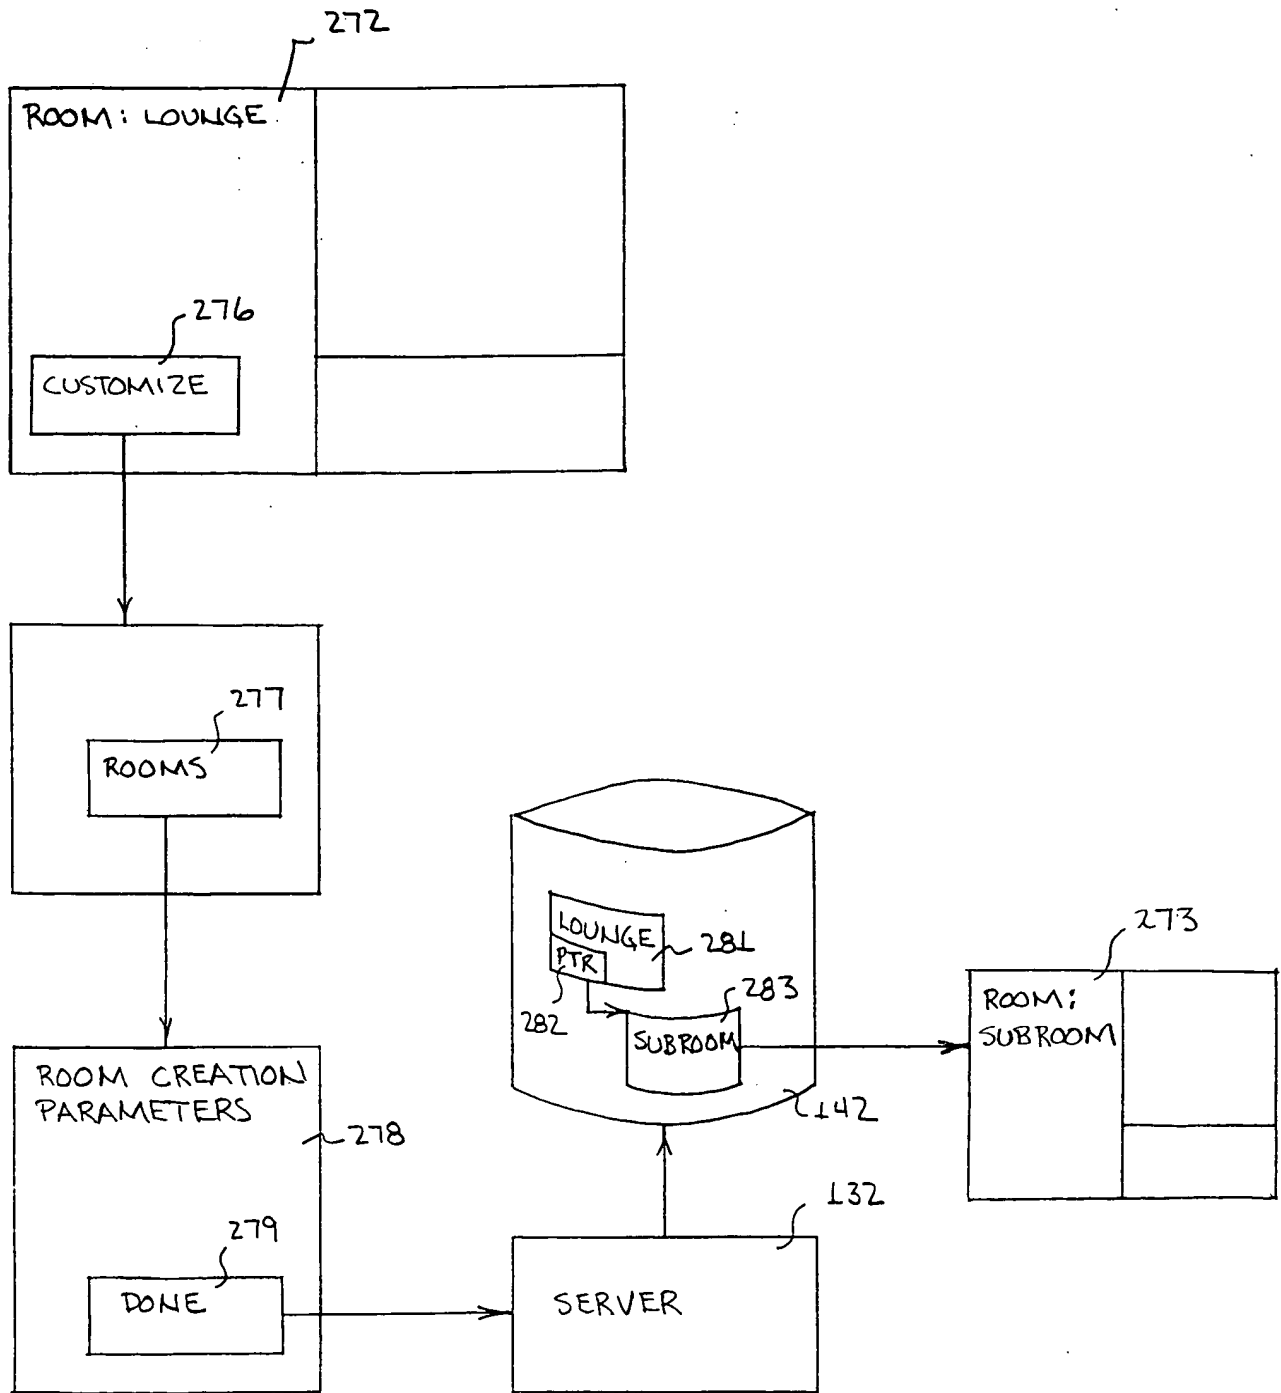 272
ROOM: LOUNGE
276
CUSTOMIZE
277
ROOMS
LOUNGE
281
PTR
282
283
SUBROOM
142
273
ROOM:
SUBROOM
ROOM CREATION
PARAMETERS
278
279
DONE
132
SERVER